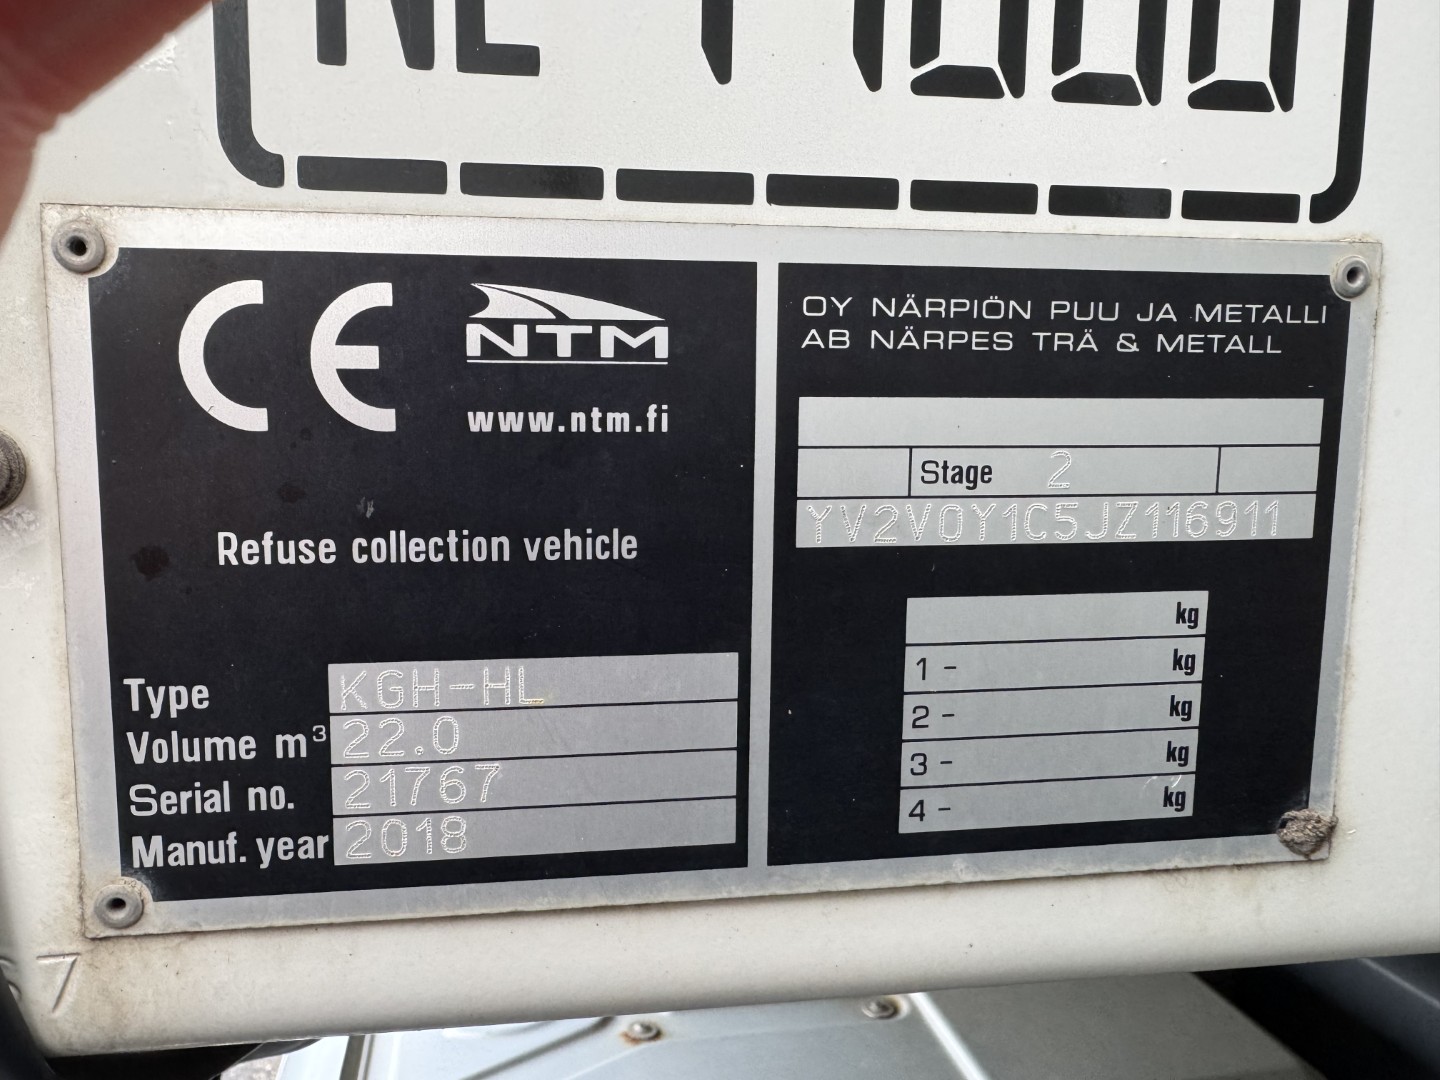 CE NTM
www.ntm.fi
Refuse collection vehicle
Type KGH-HL
Volume m³ 22.0
Serial no. 21767
Manuf. year 2018
OY NÄRPIÖN PUU JA METALLI
AB NÄRPES TRÄ & METALL
Stage 2
YV2V0Y1C5JZ116911
kg
1 - kg
2 - kg
3 - kg
4 - kg
7